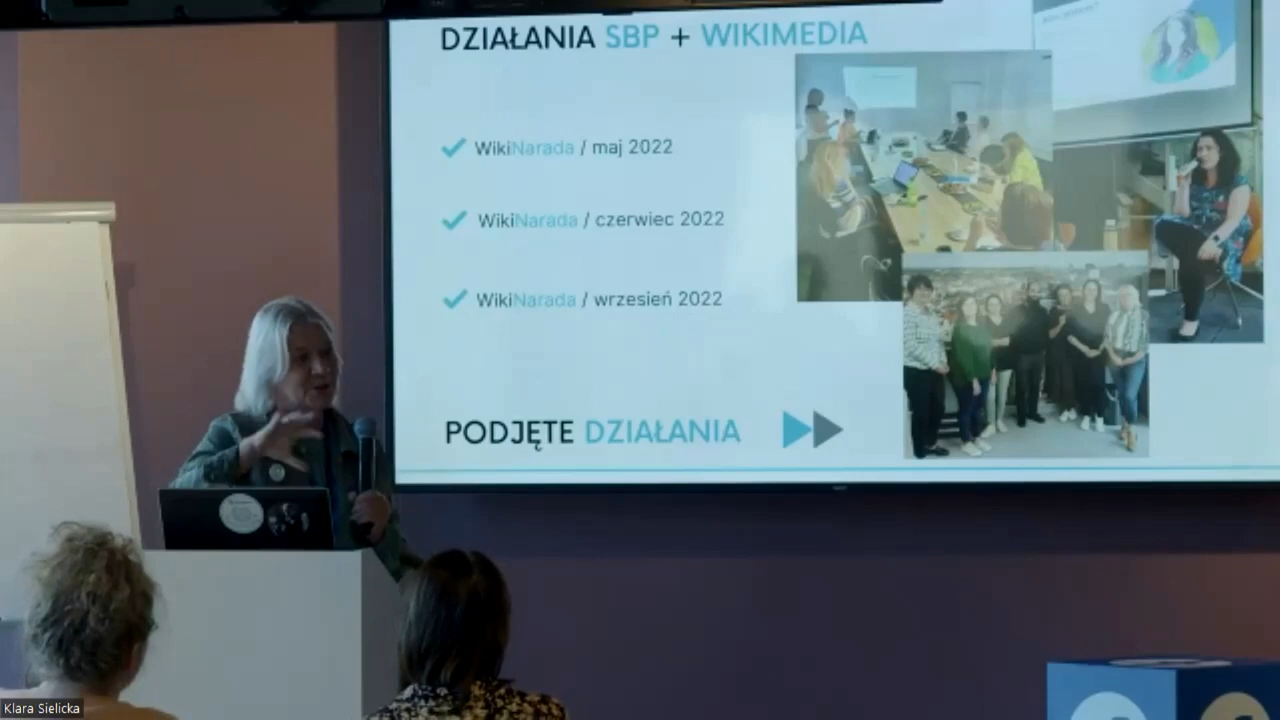 DZIAŁANIA SBP + WIKIMEDIA
WikiNarada / maj 2022
WikiNarada / czerwiec 2022
WikiNarada / wrzesień 2022
PODJĘTE DZIAŁANIA
Klara Sielicka